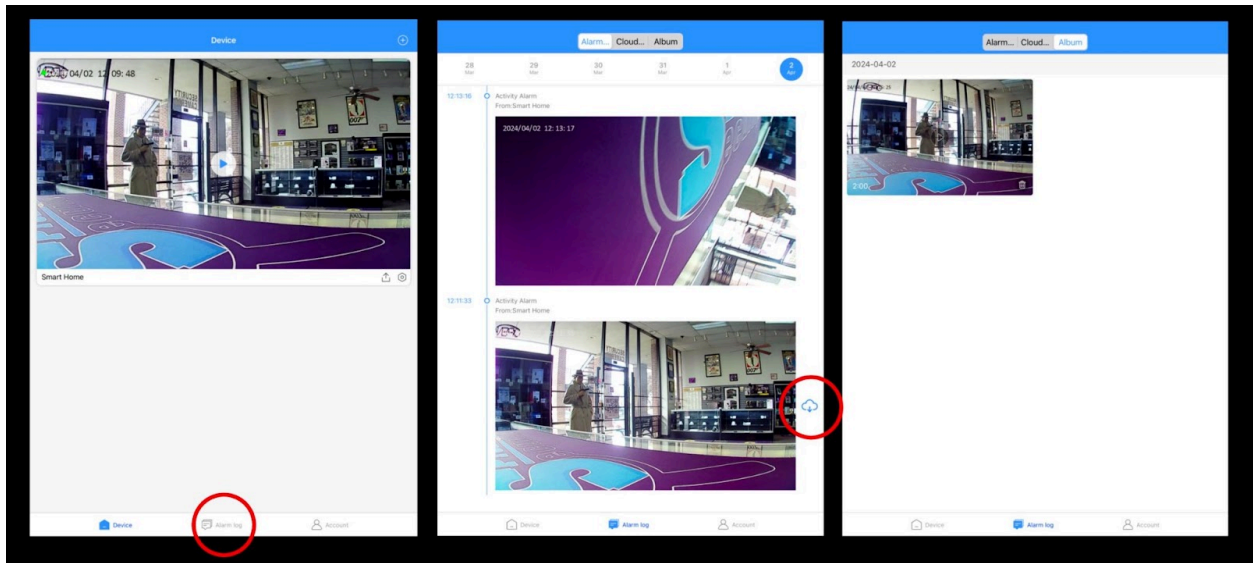 Device
04/02 12:09:48
SECURITY
007
Smart Home
Device
Alarm log
Account
Alarm... Cloud... Album
28 29 30 31 1 2
Mar Mar Mar Mar Apr Apr
12:13:16 Activity Alarm
From:Smart Home
2024/04/02 12:13:17
12:11:33 Activity Alarm
From:Smart Home
007
Device
Alarm log
Account
Alarm... Cloud... Album
2024-04-02
2:00
Device
Alarm log
Account